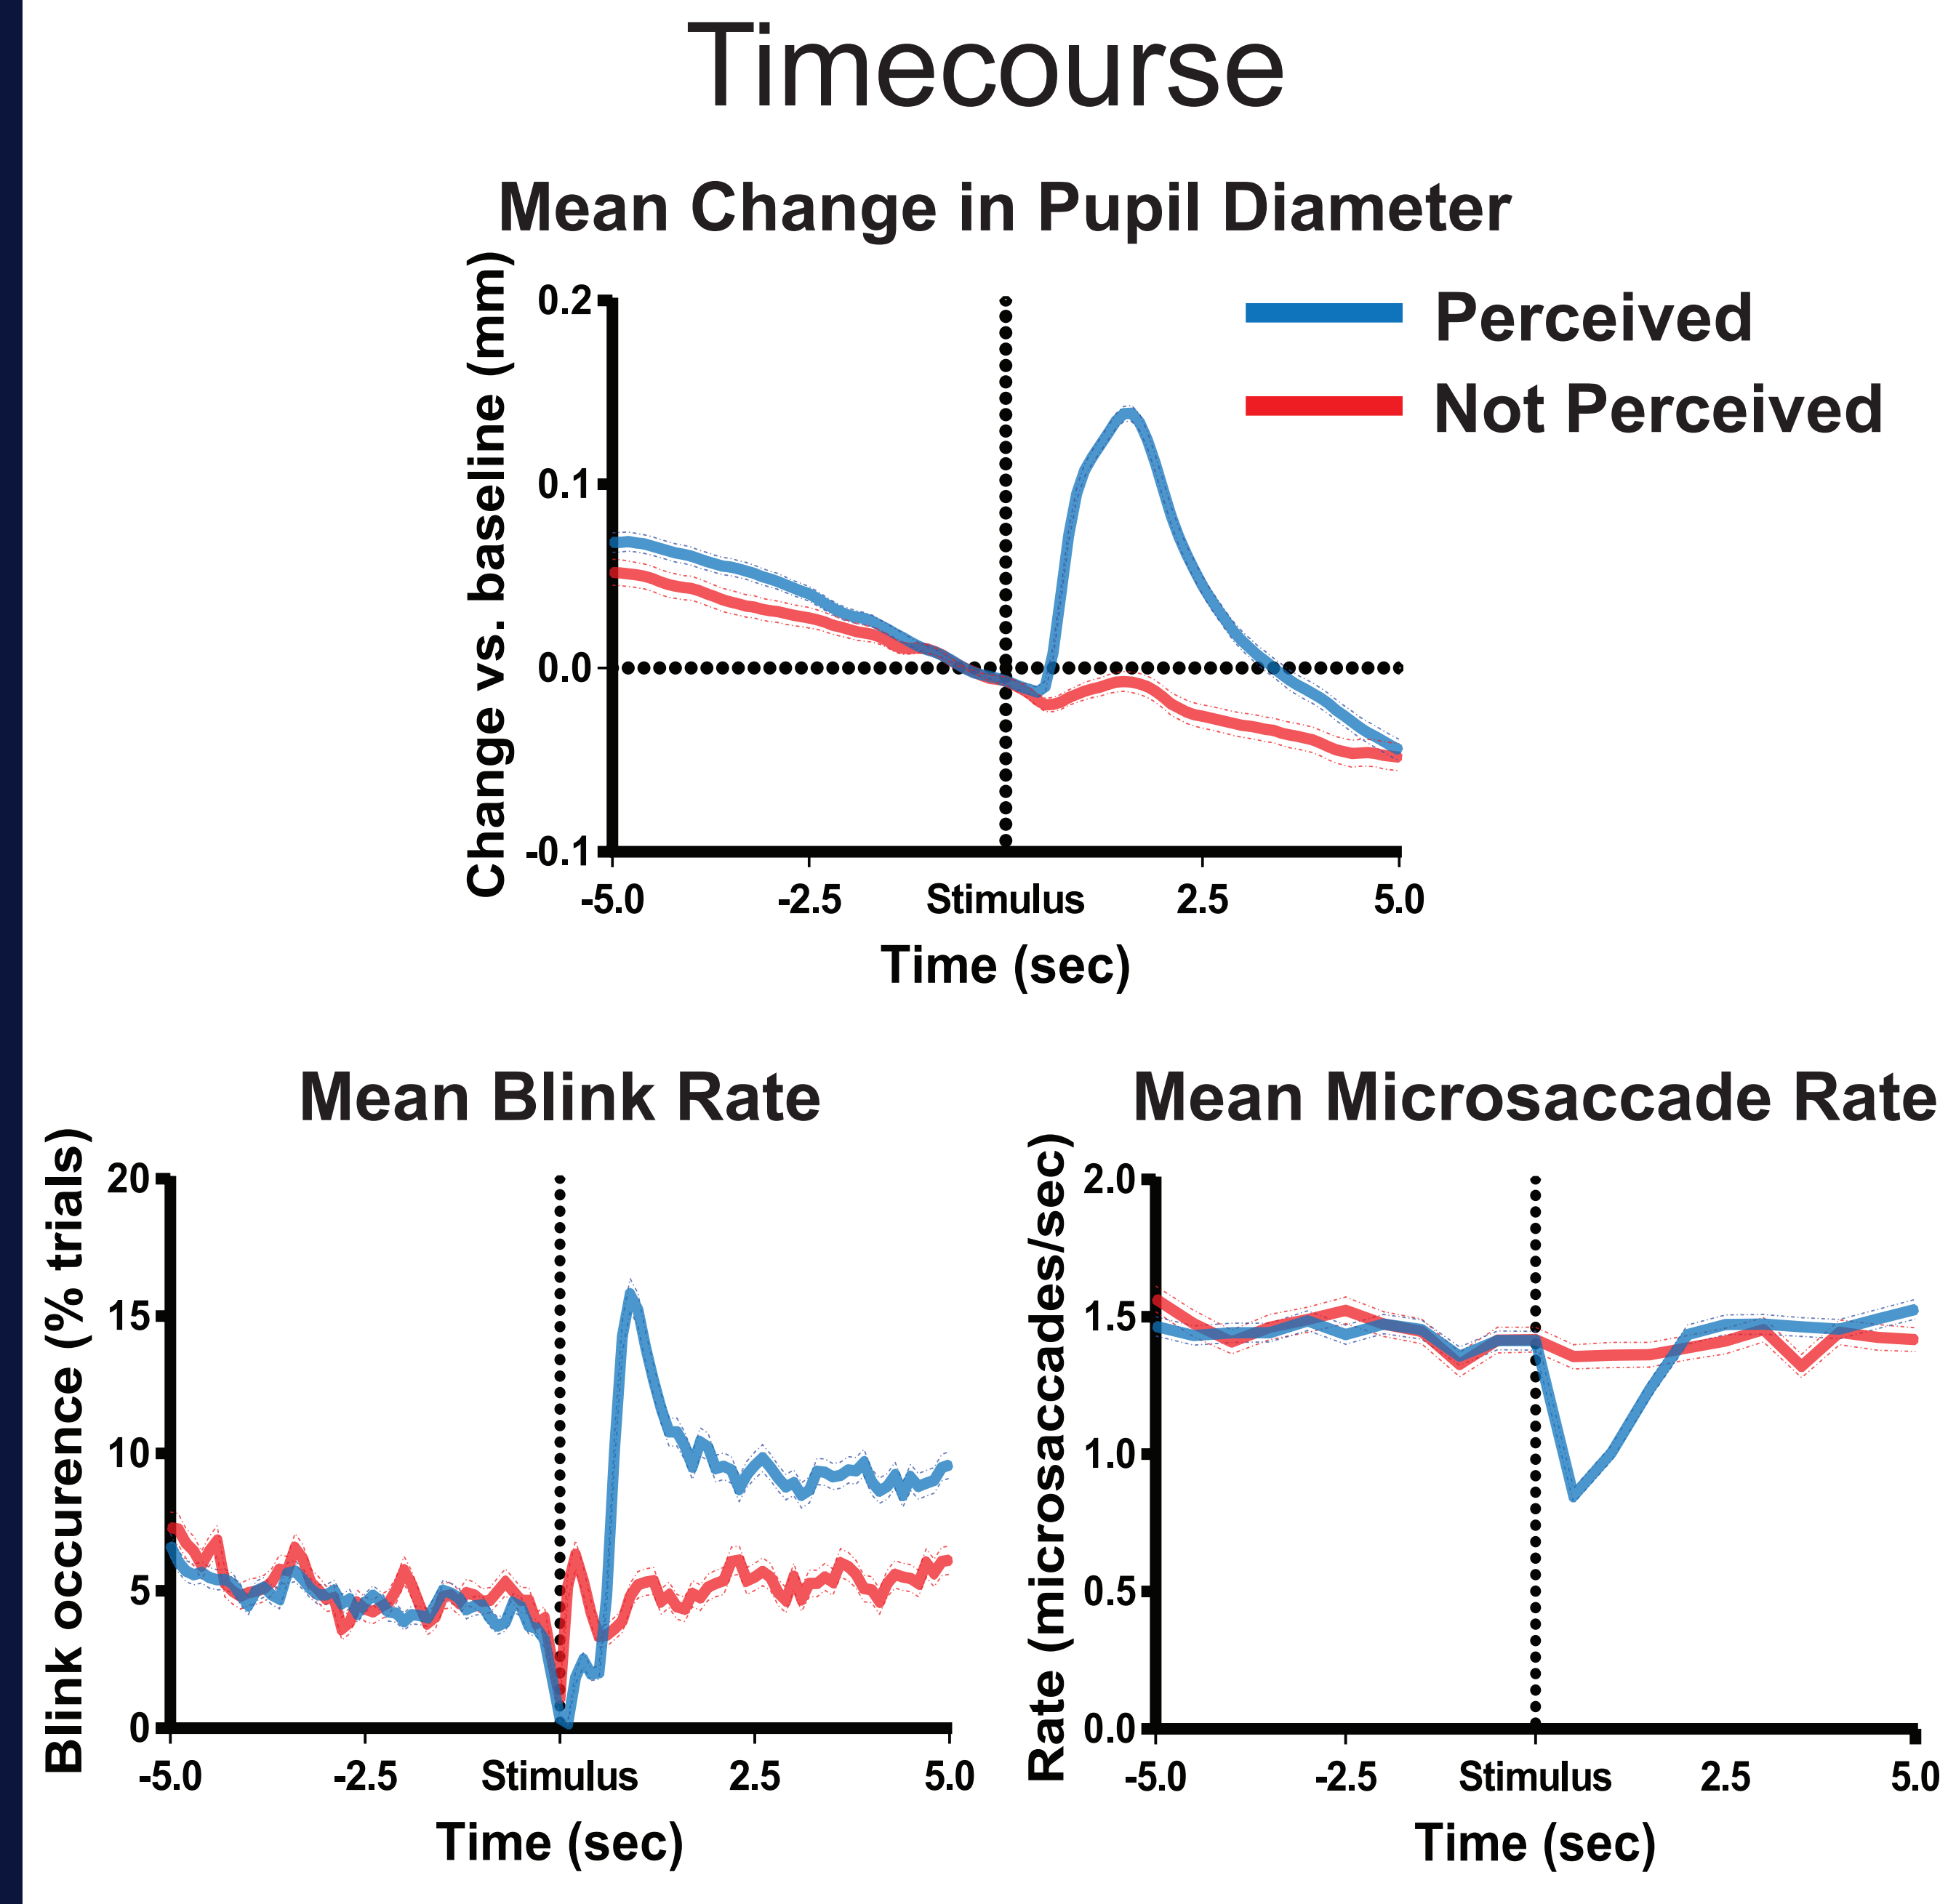 Timecourse
Mean Change in Pupil Diameter
Change vs. baseline (mm)
0.2
0.1
0.0
-0.1
-5.0 -2.5 Stimulus 2.5 5.0
Time (sec)
Perceived
Not Perceived
Mean Blink Rate
Blink occurence (% trials)
20
15
10
5
0
-5.0 -2.5 Stimulus 2.5 5.0
Time (sec)
Mean Microsaccade Rate
Rate (microsaccades/sec)
2.0
1.5
1.0
0.5
0.0
-5.0 -2.5 Stimulus 2.5 5.0
Time (sec)